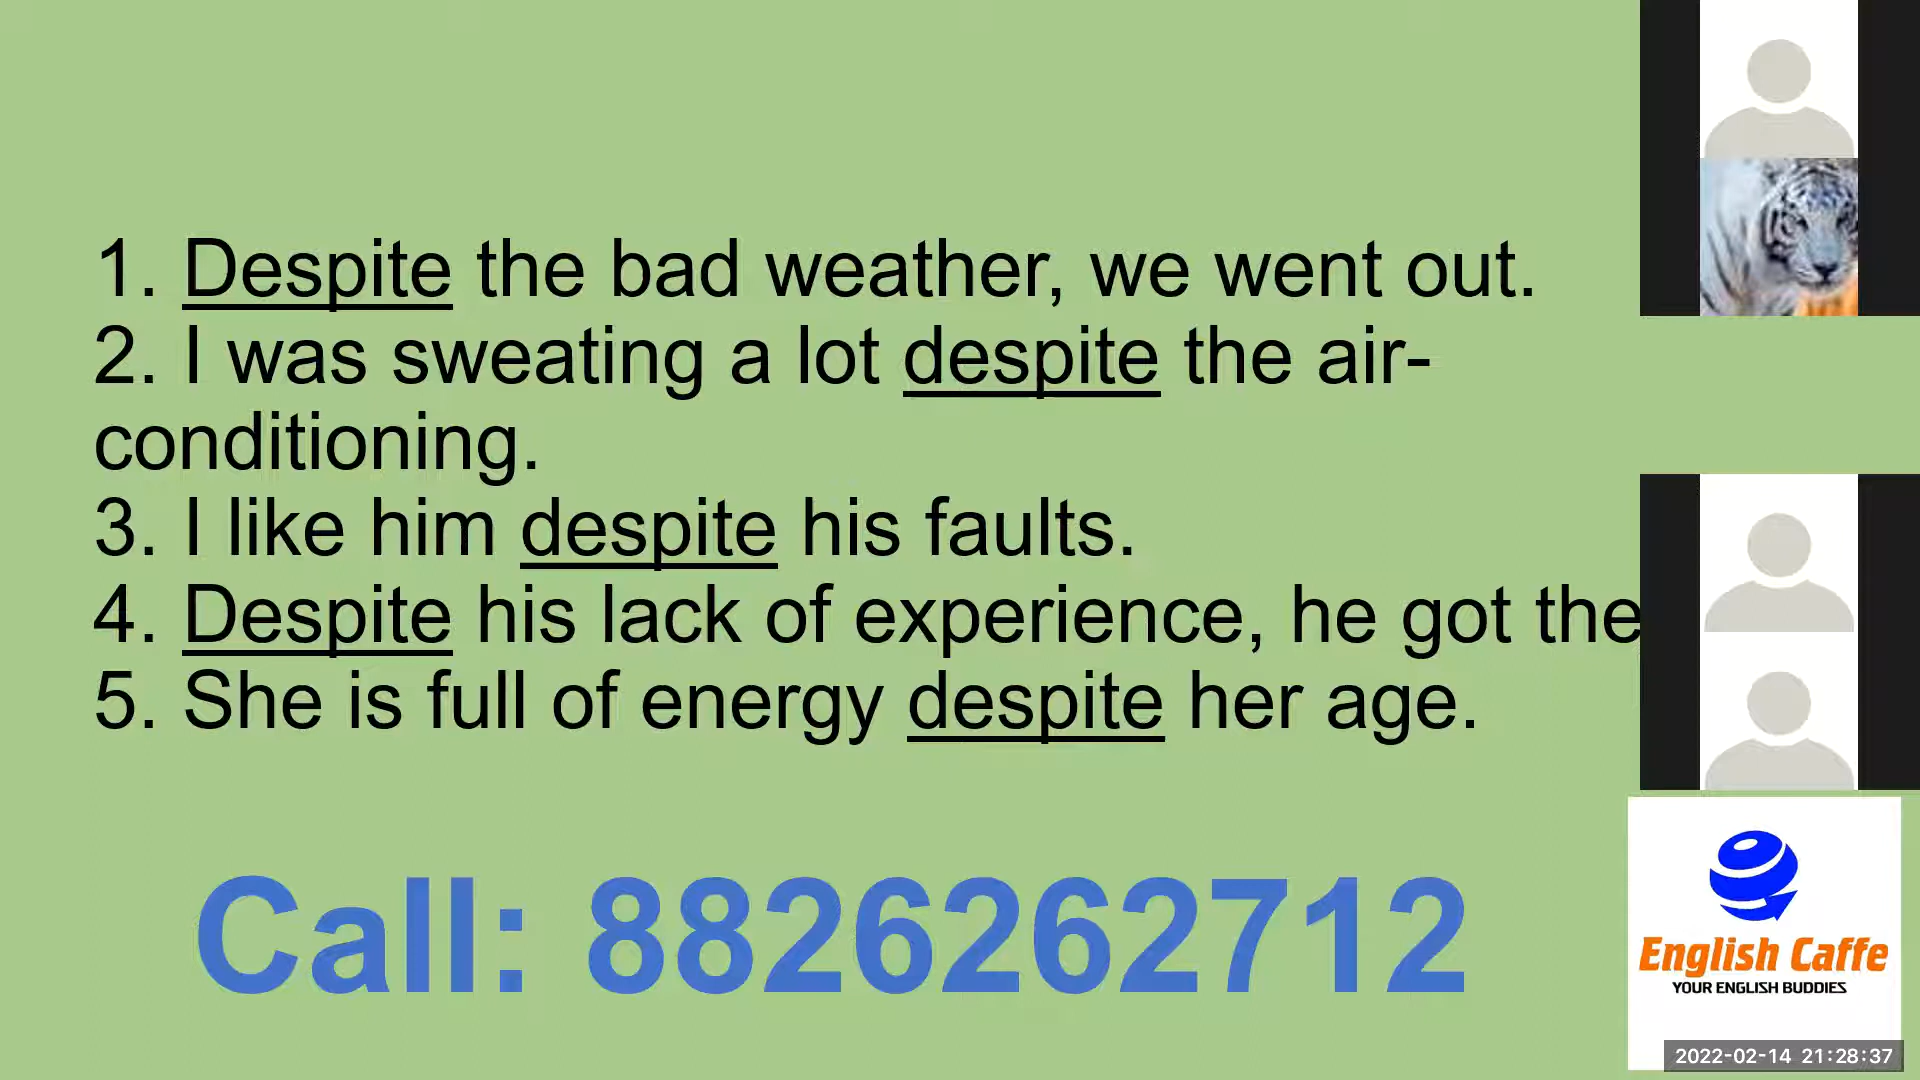 1. Despite the bad weather, we went out.
2. I was sweating a lot despite the air-
conditioning.
3. I like him despite his faults.
4. Despite his lack of experience, he got the
5. She is full of energy despite her age.
Call: 8826262712
English Caffe
YOUR ENGLISH BUDDIES
2022-02-14 21:28:37